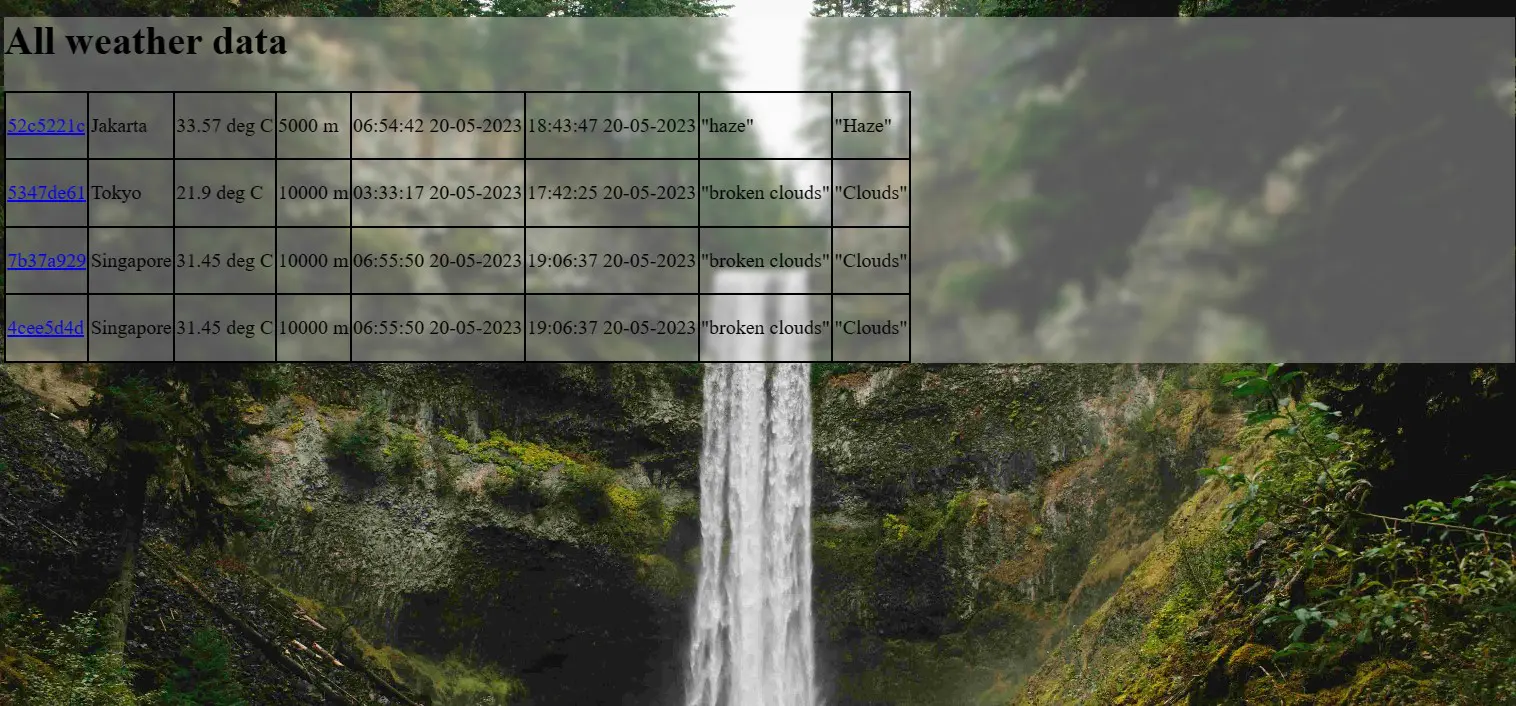 All weather data
52c5221c Jakarta 33.57 deg C 5000 m 06:54:42 20-05-2023 18:43:47 20-05-2023 "haze" "Haze"
5347de61 Tokyo 21.9 deg C 10000 m 03:33:17 20-05-2023 17:42:25 20-05-2023 "broken clouds" "Clouds"
7b37a929 Singapore 31.45 deg C 10000 m 06:55:50 20-05-2023 19:06:37 20-05-2023 "broken clouds" "Clouds"
4cee5d4d Singapore 31.45 deg C 10000 m 06:55:50 20-05-2023 19:06:37 20-05-2023 "broken clouds" "Clouds"